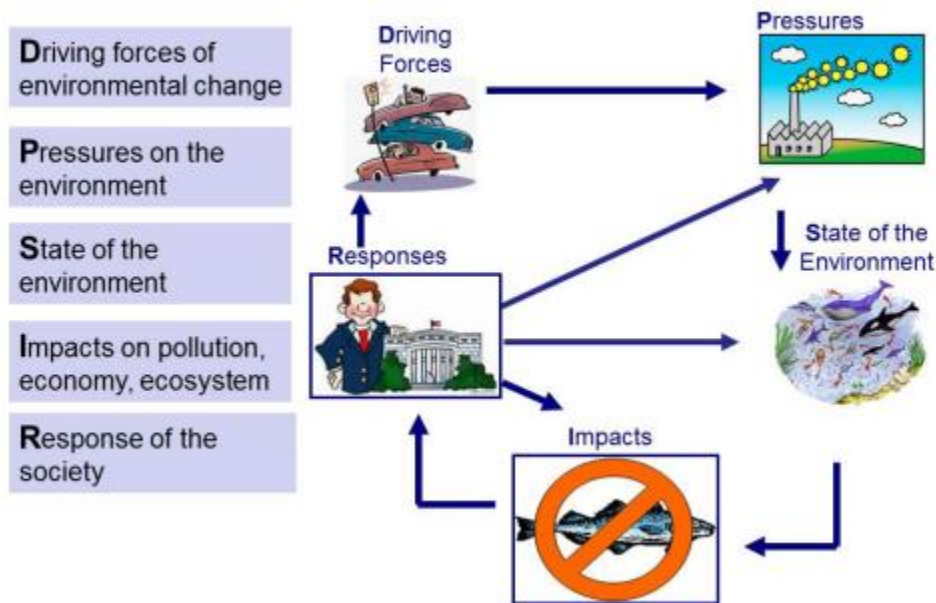 Driving forces of
environmental change
Pressures on the
environment
State of the
environment
Impacts on pollution,
economy, ecosystem
Response of the
society
Driving
Forces
Pressures
Responses
State of the
Environment
Impacts